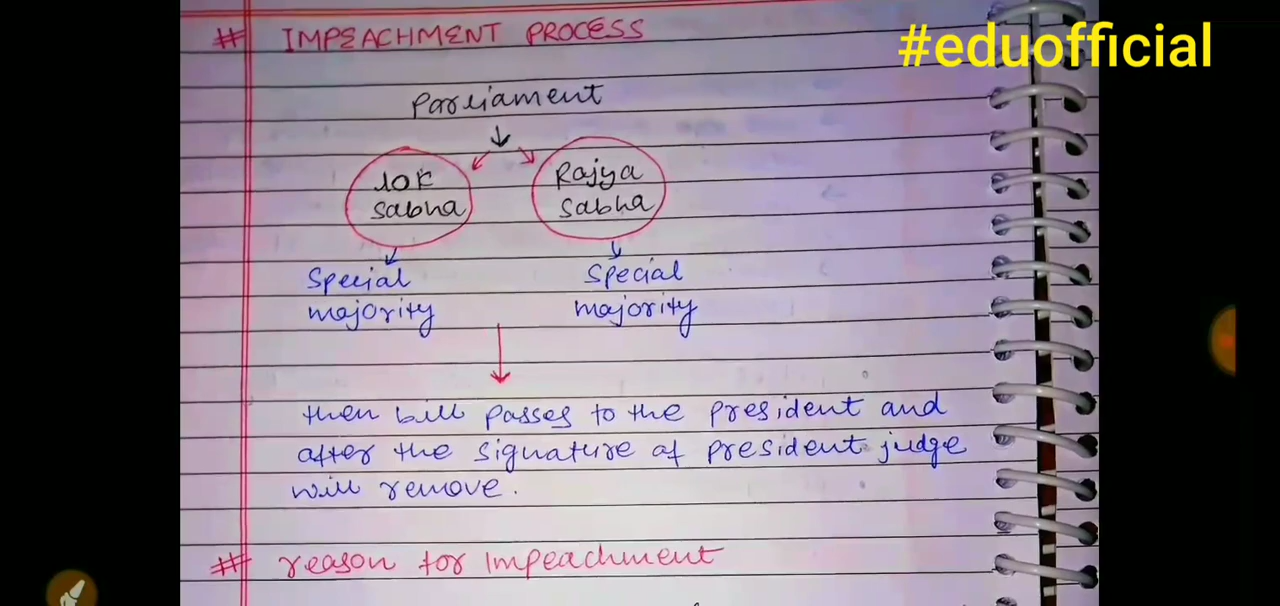 #eduofficial
# IMPEACHMENT PROCESS
Parliament
lok
sabha
Rajya
sabha
Special
majority
Special
majority
then bill passes to the president and
after the signature of president judge
will remove.
# reason for Impeachment